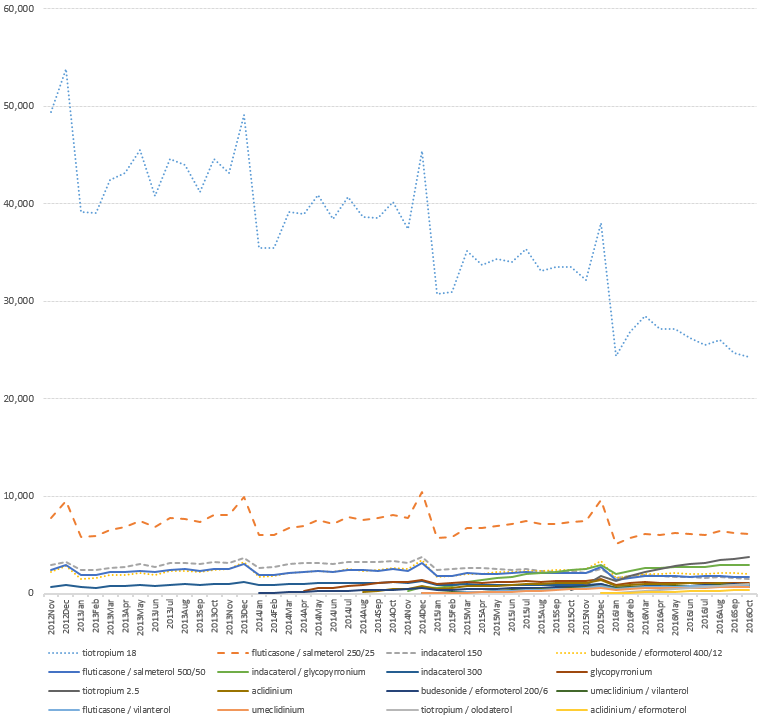 60,000
50,000
40,000
30,000
20,000
10,000
0
2012Nov 2012Dec 2013Jan 2013Feb 2013Mar 2013Apr 2013May 2013Jun 2013Jul 2013Aug 2013Sep 2013Oct 2013Nov 2013Dec 2014Jan 2014Feb 2014Mar 2014Apr 2014May 2014Jun 2014Jul 2014Aug 2014Sep 2014Oct 2014Nov 2014Dec 2015Jan 2015Feb 2015Mar 2015Apr 2015May 2015Jun 2015Jul 2015Aug 2015Sep 2015Oct 2015Nov 2015Dec 2016Jan 2016Feb 2016Mar 2016Apr 2016May 2016Jun 2016Jul 2016Aug 2016Sep 2016Oct
tiotropium 18 fluticasone / salmeterol 250/25 indacaterol 150 budesonide / eformoterol 400/12
fluticasone / salmeterol 500/50 indacaterol / glycopyrronium indacaterol 300 glycopyrronium
tiotropium 2.5 aclidinium budesonide / eformoterol 200/6 umeclidinium / vilanterol
fluticasone / vilanterol umeclidinium tiotropium / olodaterol aclidinium / eformoterol